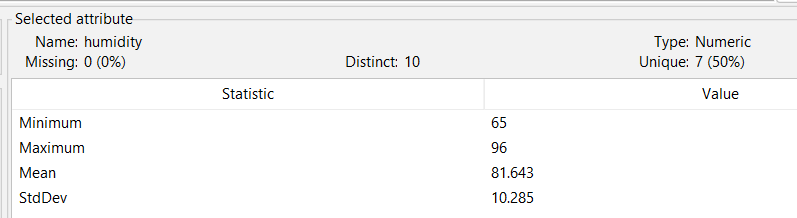 Selected attribute
Name: humidity Type: Numeric
Missing: 0 (0%) Distinct: 10 Unique: 7 (50%)
Statistic Value
Minimum 65
Maximum 96
Mean 81.643
StdDev 10.285